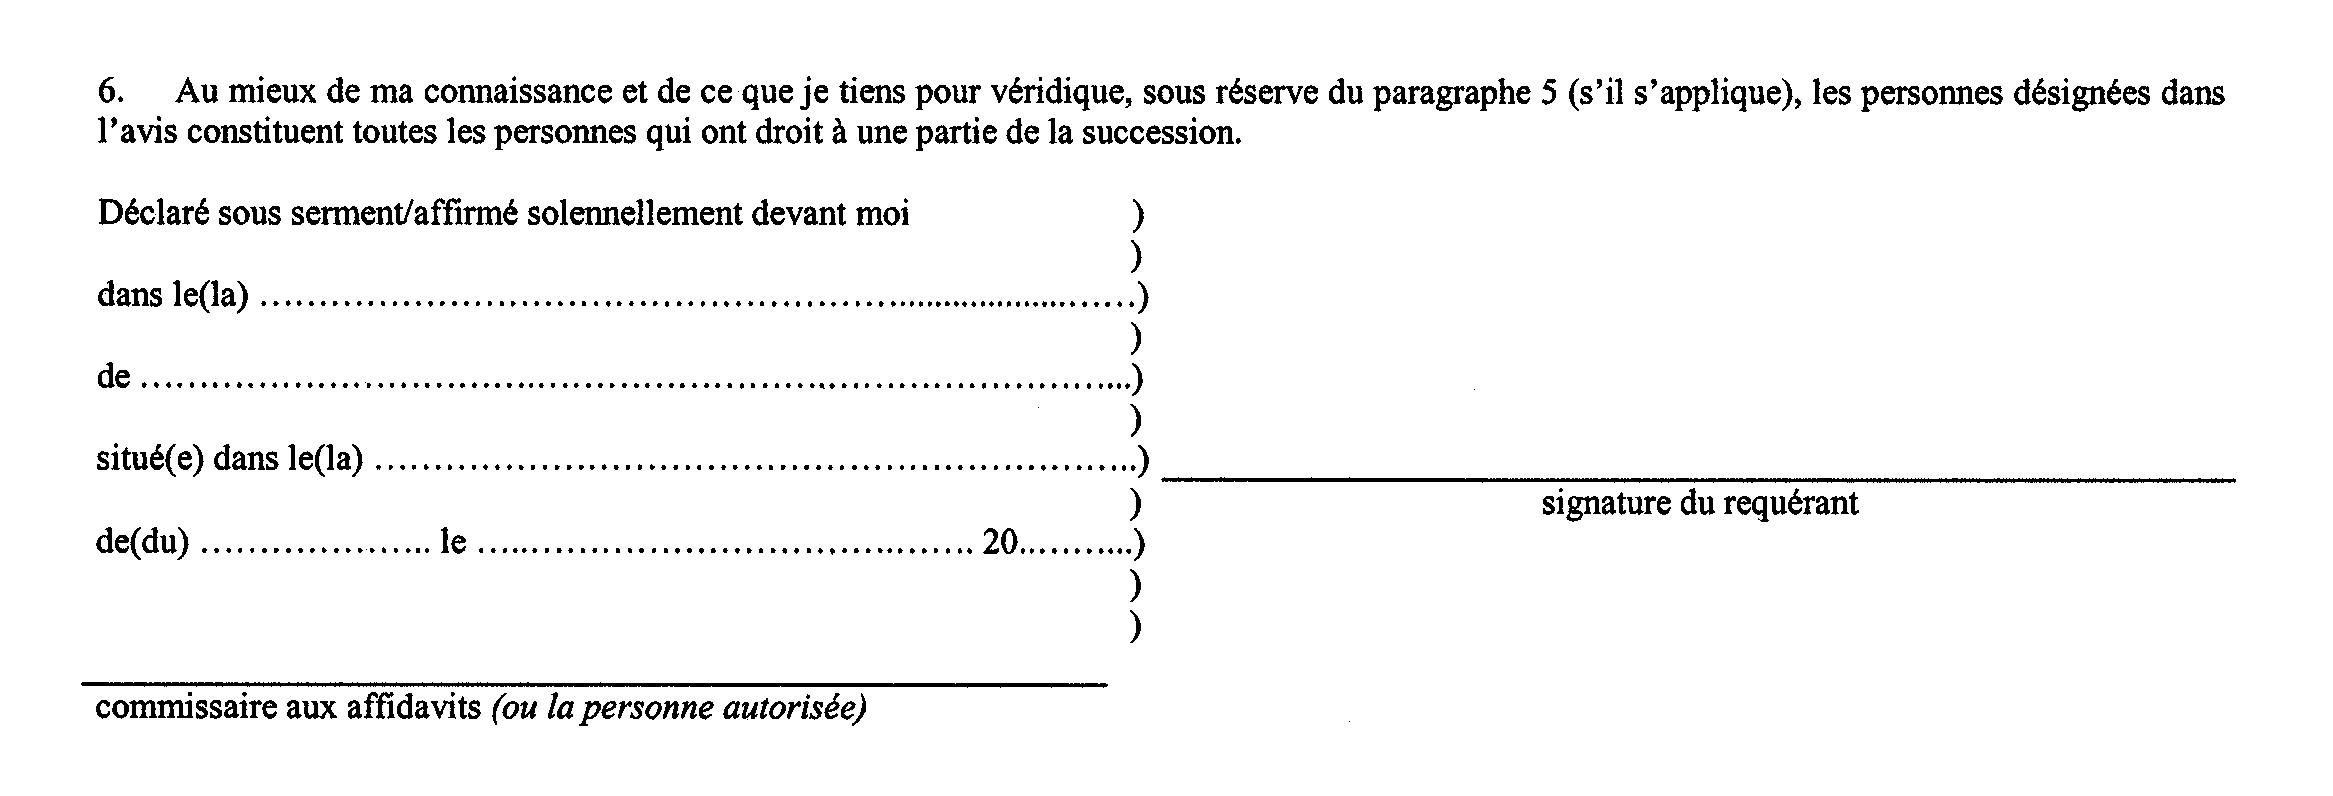 6. Au mieux de ma connaissance et de ce que je tiens pour véridique, sous réserve du paragraphe 5 (s'il s'applique), les personnes désignées dans
l'avis constituent toutes les personnes qui ont droit à une partie de la succession.
Déclaré sous serment/affirmé solennellement devant moi )
)
dans le(la) ...........................................................................)
)
de ....................................................................................)
)
situé(e) dans le(la) .................................................................)
)
signature du requérant
de(du) .................... le .......................................... 20..........)
)
)
commissaire aux affidavits (ou la personne autorisée)